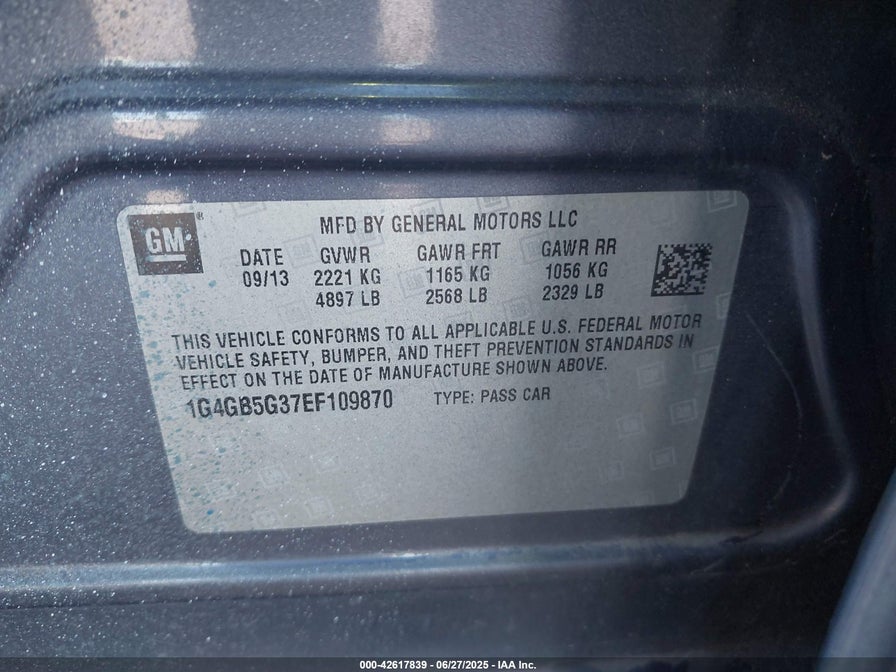 GM
®
MFD BY GENERAL MOTORS LLC
DATE GVWR GAWR FRT GAWR RR
09/13 2221 KG 1165 KG 1056 KG
4897 LB 2568 LB 2329 LB
THIS VEHICLE CONFORMS TO ALL APPLICABLE U.S. FEDERAL MOTOR
VEHICLE SAFETY, BUMPER, AND THEFT PREVENTION STANDARDS IN
EFFECT ON THE DATE OF MANUFACTURE SHOWN ABOVE.
1G4GB5G37EF109870 TYPE: PASS CAR
000-42617839 - 06/27/2025 - IAA Inc.